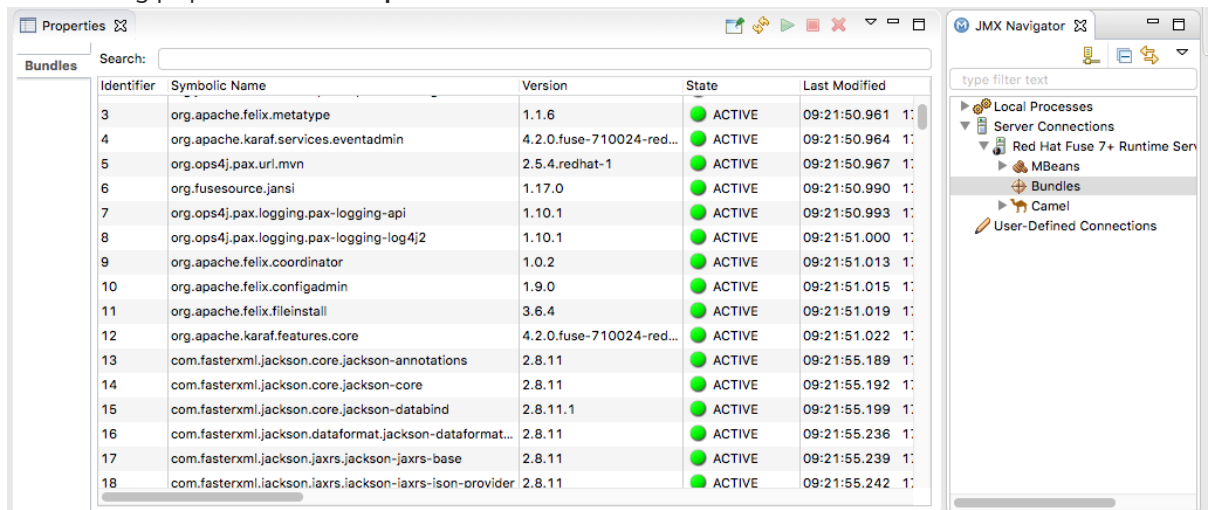 Properties
Bundles
Search:
Identifier Symbolic Name Version State Last Modified
3 org.apache.felix.metatype 1.1.6 ACTIVE 09:21:50.961
4 org.apache.karaf.services.eventadmin 4.2.0.fuse-710024-red... ACTIVE 09:21:50.964
5 org.ops4j.pax.url.mvn 2.5.4.redhat-1 ACTIVE 09:21:50.967
6 org.fusesource.jansi 1.17.0 ACTIVE 09:21:50.990
7 org.ops4j.pax.logging.pax-logging-api 1.10.1 ACTIVE 09:21:50.993
8 org.ops4j.pax.logging.pax-logging-log4j2 1.10.1 ACTIVE 09:21:51.000
9 org.apache.felix.coordinator 1.0.2 ACTIVE 09:21:51.013
10 org.apache.felix.configadmin 1.9.0 ACTIVE 09:21:51.015
11 org.apache.felix.fileinstall 3.6.4 ACTIVE 09:21:51.019
12 org.apache.karaf.features.core 4.2.0.fuse-710024-red... ACTIVE 09:21:51.022
13 com.fasterxml.jackson.core.jackson-annotations 2.8.11 ACTIVE 09:21:55.189
14 com.fasterxml.jackson.core.jackson-core 2.8.11 ACTIVE 09:21:55.192
15 com.fasterxml.jackson.core.jackson-databind 2.8.11.1 ACTIVE 09:21:55.199
16 com.fasterxml.jackson.dataformat.jackson-dataformat... 2.8.11 ACTIVE 09:21:55.236
17 com.fasterxml.jackson.jaxrs.jackson-jaxrs-base 2.8.11 ACTIVE 09:21:55.239
18 com.fasterxml.jackson.jaxrs.jackson-jaxrs-json-provider 2.8.11 ACTIVE 09:21:55.242
JMX Navigator
type filter text
Local Processes
Server Connections
Red Hat Fuse 7+ Runtime Serv
MBeans
Bundles
Camel
User-Defined Connections